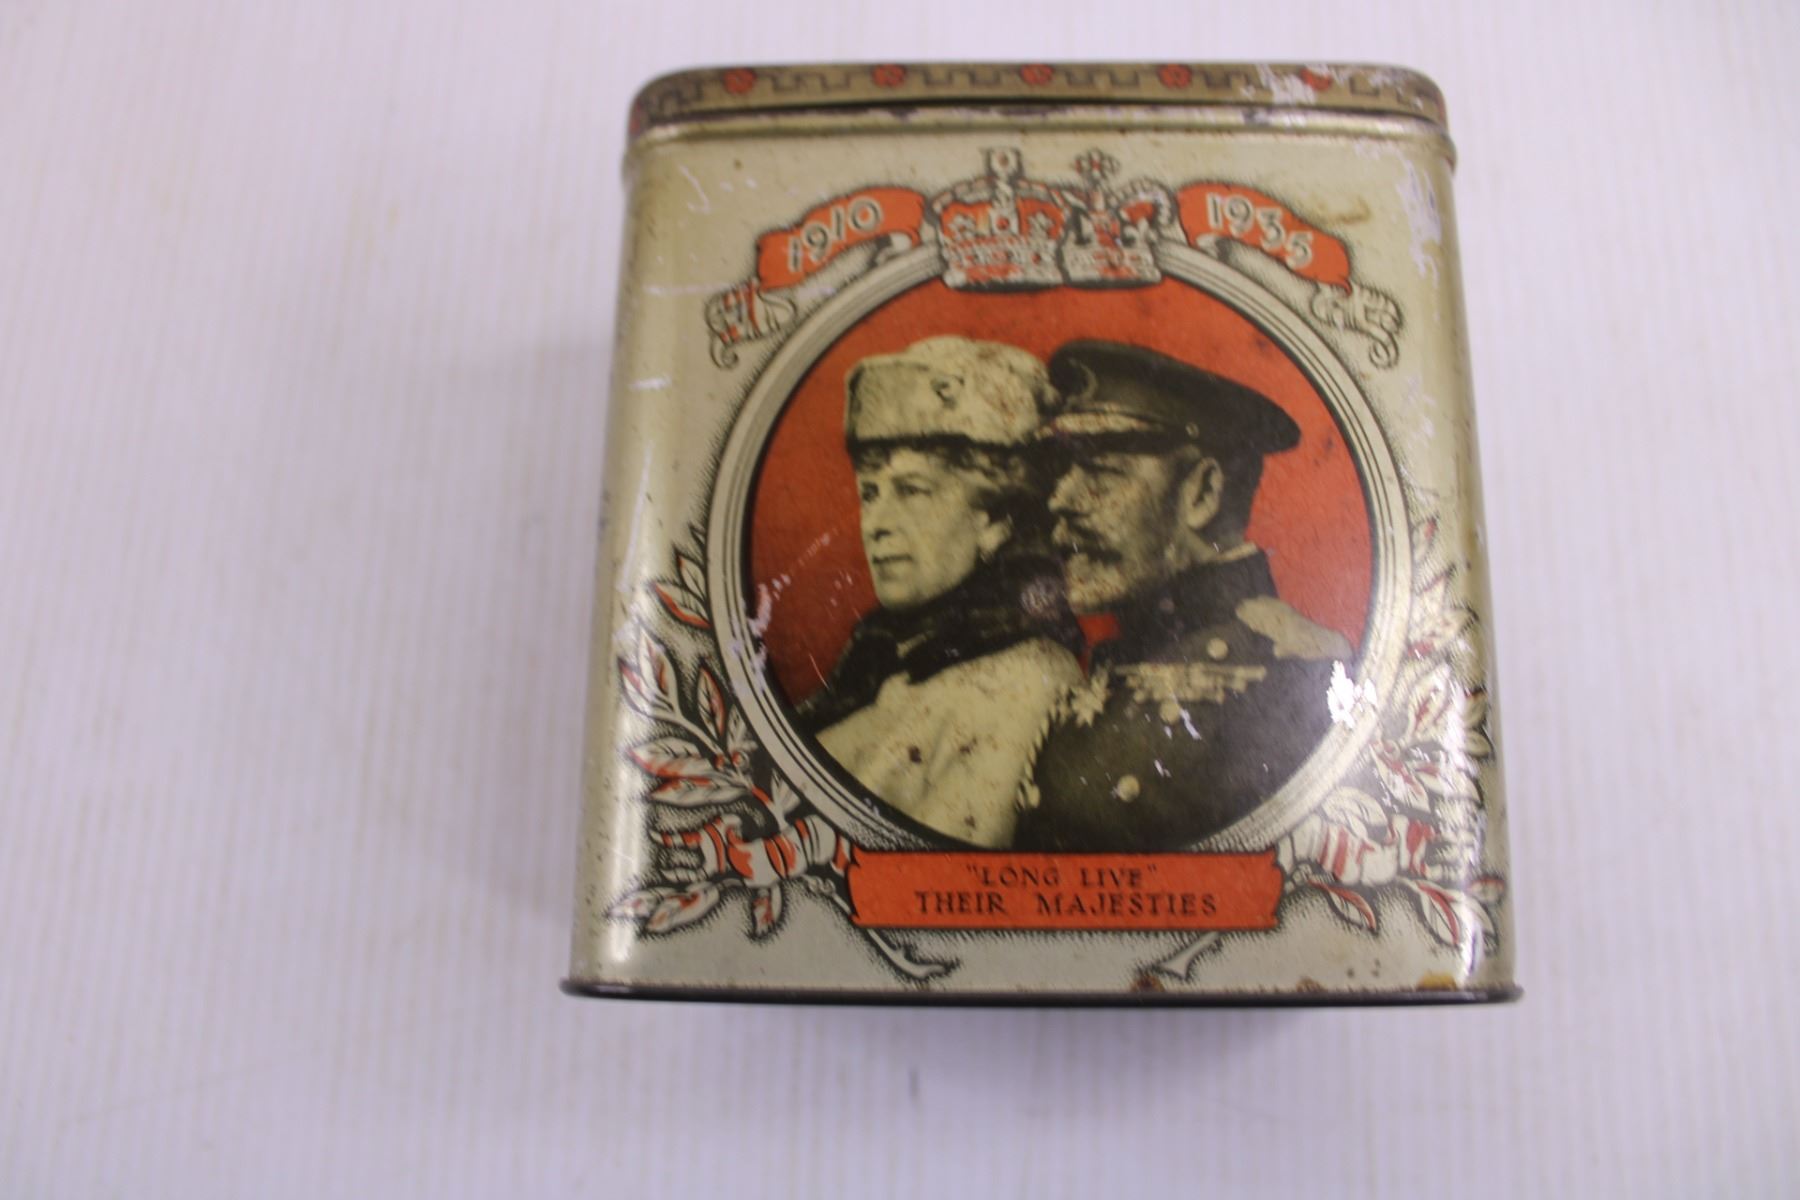 1910
1935
"LONG LIVE"
THEIR MAJESTIES